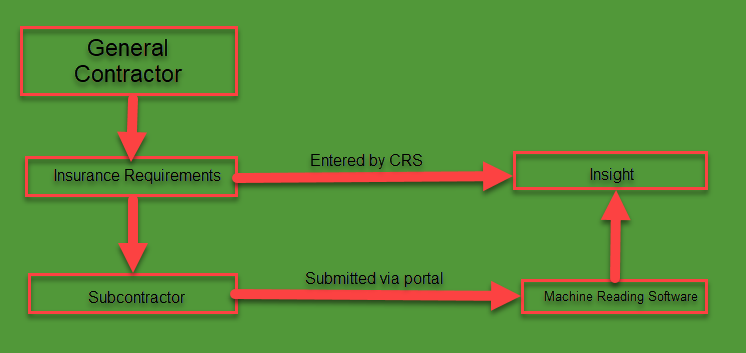 General
Contractor
Entered by CRS
Insurance Requirements
Insight
Submitted via portal
Subcontractor
Machine Reading Software